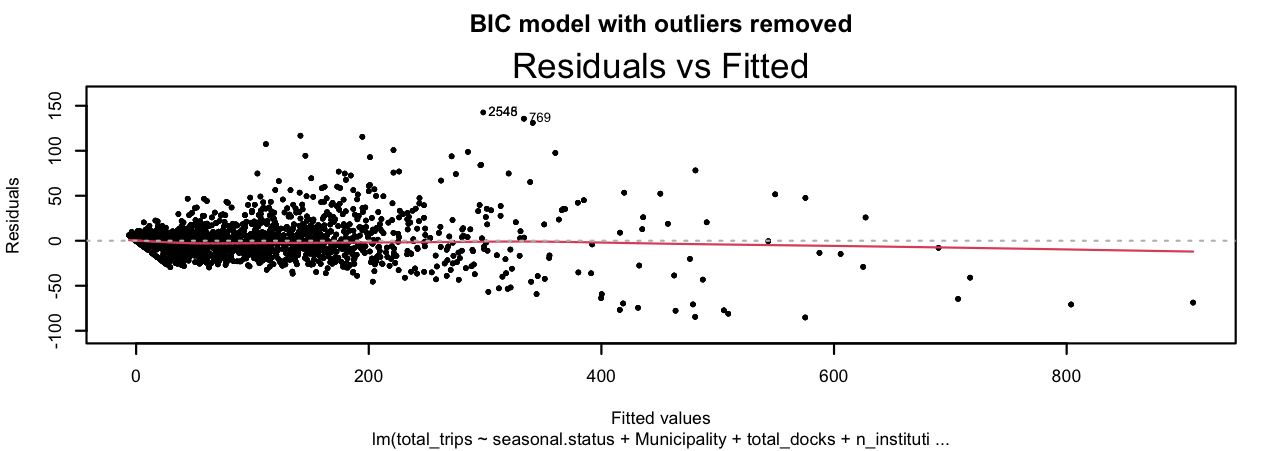 BIC model with outliers removed
Residuals vs Fitted
Residuals
150
100
50
0
-50
-100
769
0 200 400 600 800
Fitted values
lm(total_trips ~ seasonal.status + Municipality + total_docks + n_instituti ...